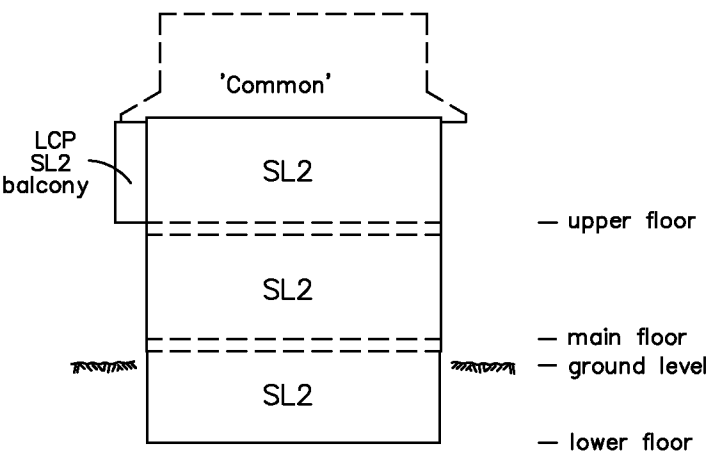 'Common'
LCP
SL2
balcony
SL2
upper floor
SL2
main floor
ground level
SL2
lower floor